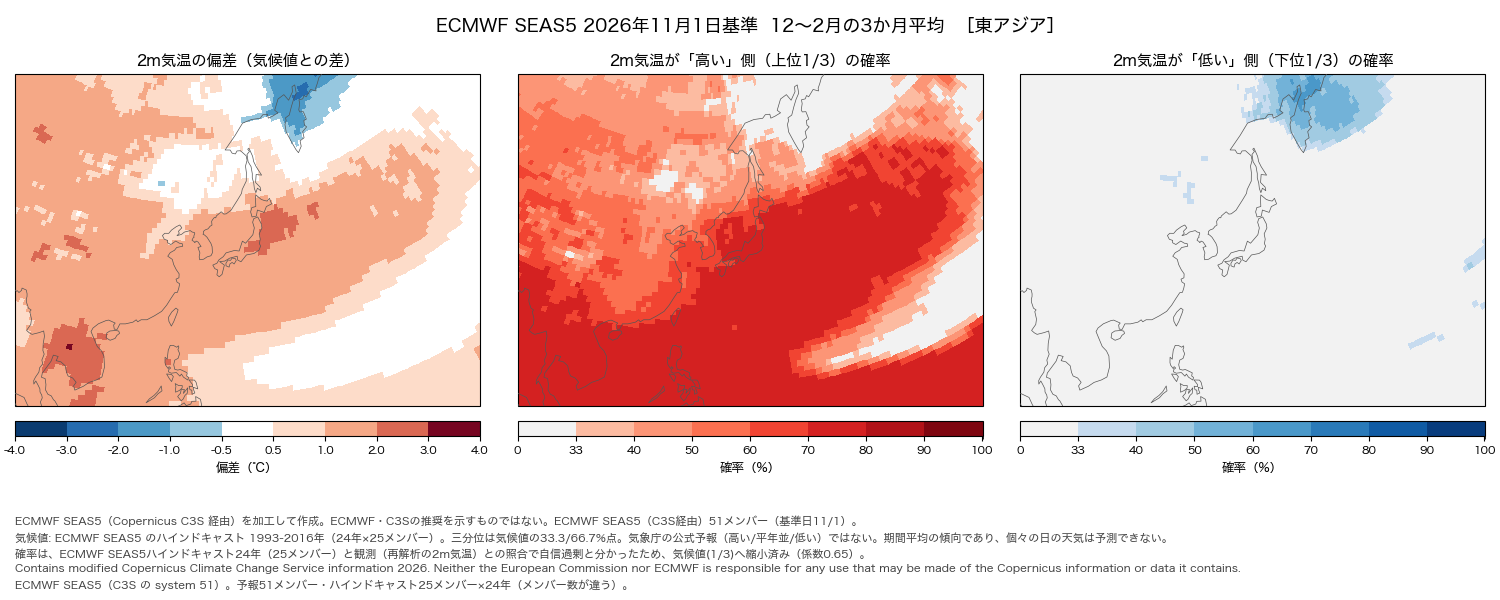 ECMWF SEAS5 2026年11月1日基準 12～2月の3か月平均 ［東アジア］
2m気温の偏差（気候値との差）
2m気温が「高い」側（上位1/3）の確率
2m気温が「低い」側（下位1/3）の確率
-4.0 -3.0 -2.0 -1.0 -0.5 0.5 1.0 2.0 3.0 4.0
偏差（℃）
0 33 40 50 60 70 80 90 100
確率（%）
0 33 40 50 60 70 80 90 100
確率（%）
ECMWF SEAS5（Copernicus C3S 経由）を加工して作成。ECMWF・C3Sの推奨を示すものではない。ECMWF SEAS5（C3S経由）51メンバー（基準日11/1）。
気候値: ECMWF SEAS5 のハインドキャスト 1993-2016年（24年×25メンバー）。三分位は気候値の33.3/66.7%点。気象庁の公式予報（高い/平年並/低い）ではない。期間平均の傾向であり、個々の日の天気は予測できない。
確率は、ECMWF SEAS5ハインドキャスト24年（25メンバー）と観測（再解析の2m気温）との照合で自信過剰と分かったため、気候値(1/3)へ縮小済み（係数0.65）。
Contains modified Copernicus Climate Change Service information 2026. Neither the European Commission nor ECMWF is responsible for any use that may be made of the Copernicus information or data it contains.
ECMWF SEAS5（C3S の system 51）。予報51メンバー・ハインドキャスト25メンバー×24年（メンバー数が違う）。